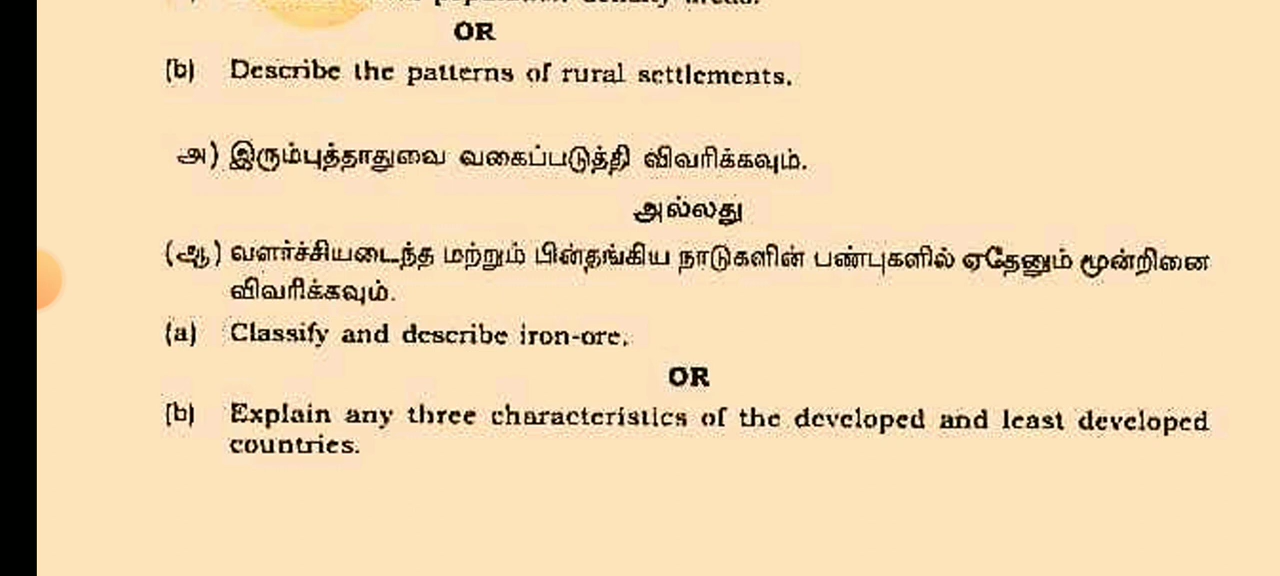 density areas.
OR
(b) Describe the patterns of rural settlements.
அ) இரும்புத்தாதுவை வகைப்படுத்தி விவரிக்கவும்.
அல்லது
(ஆ) வளர்ச்சியடைந்த மற்றும் பின்தங்கிய நாடுகளின் பண்புகளில் ஏதேனும் மூன்றினை
விவரிக்கவும்.
(a) Classify and describe iron-ore.
OR
(b) Explain any three characteristics of the developed and least developed
countries.